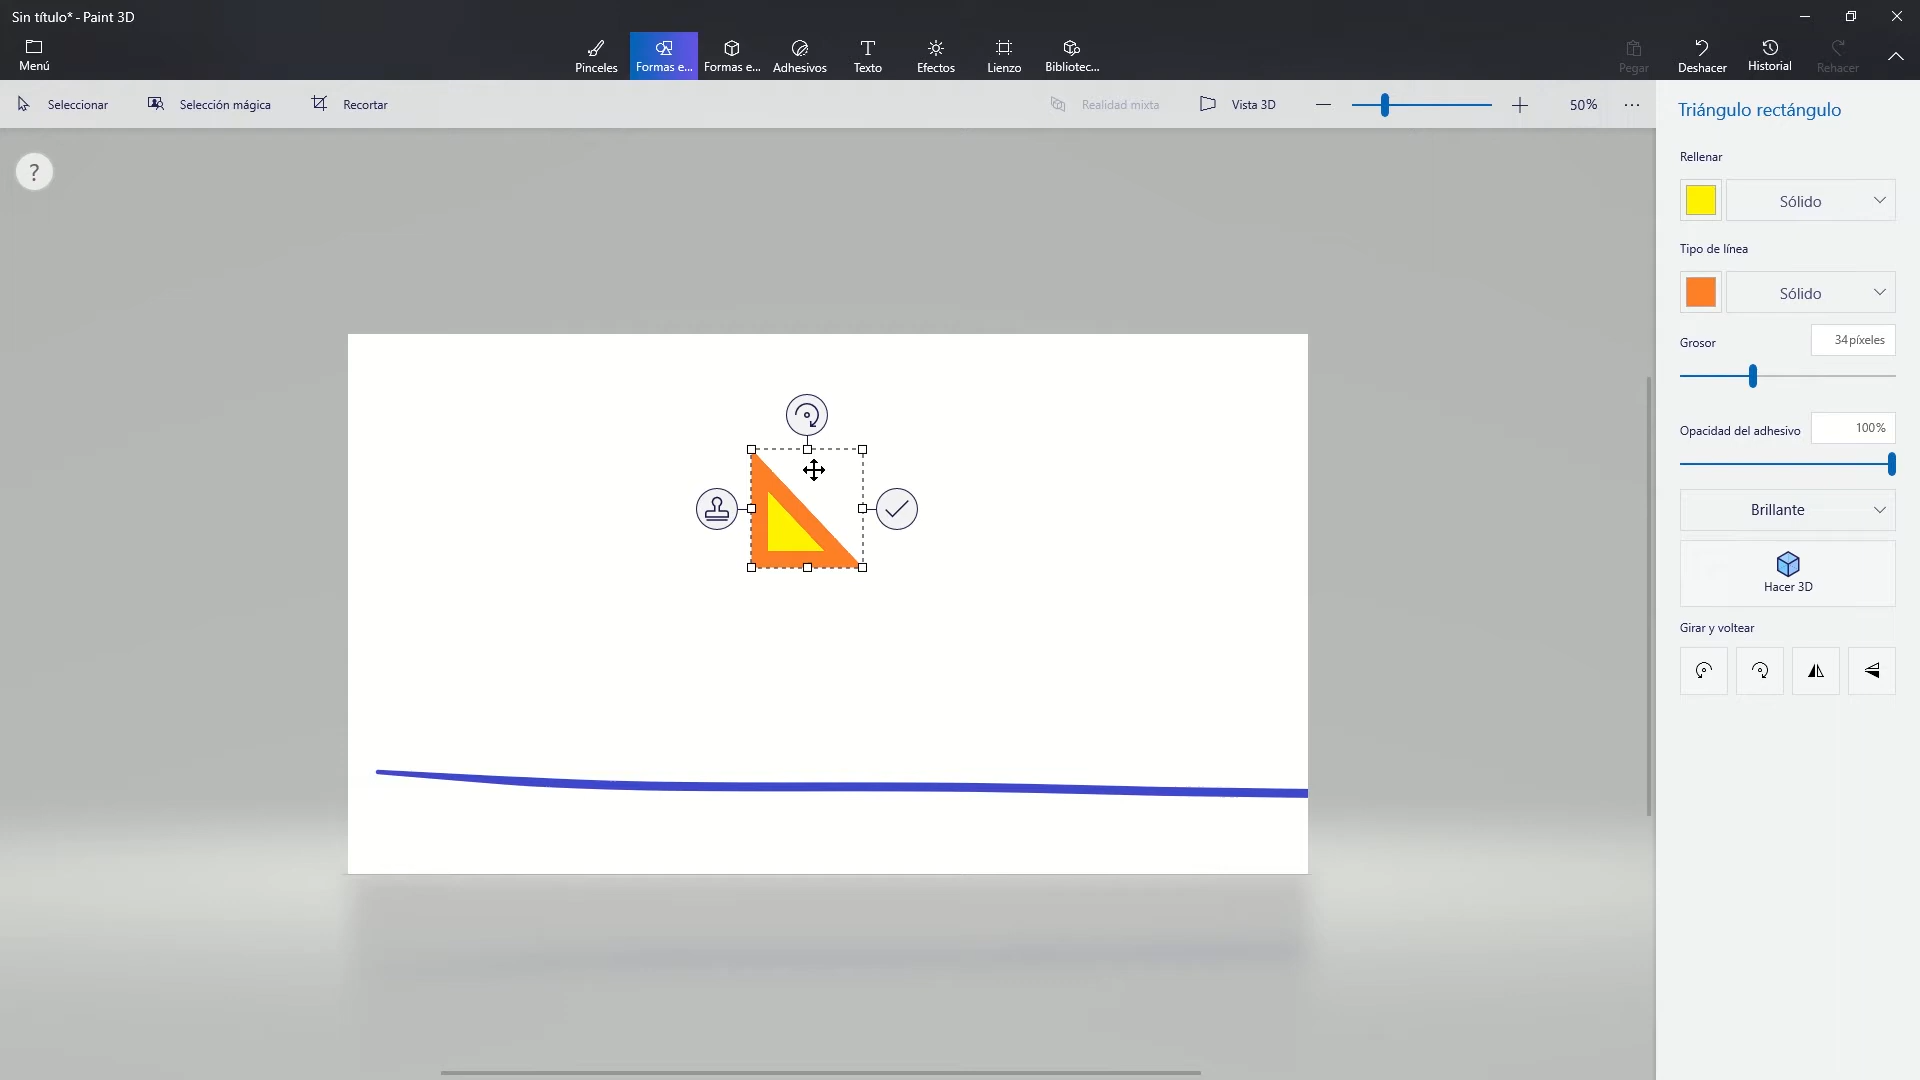 Sin título* - Paint 3D
Menú
Pinceles
Formas e...
Formas e...
Adhesivos
Texto
Efectos
Lienzo
Bibliotec...
Pegar
Deshacer
Historial
Rehacer
Seleccionar
Selección mágica
Recortar
Realidad mixta
Vista 3D
50%
?
Triángulo rectángulo
Rellenar
Sólido
Tipo de línea
Sólido
Grosor
34píxeles
Opacidad del adhesivo
100%
Brillante
Hacer 3D
Girar y voltear